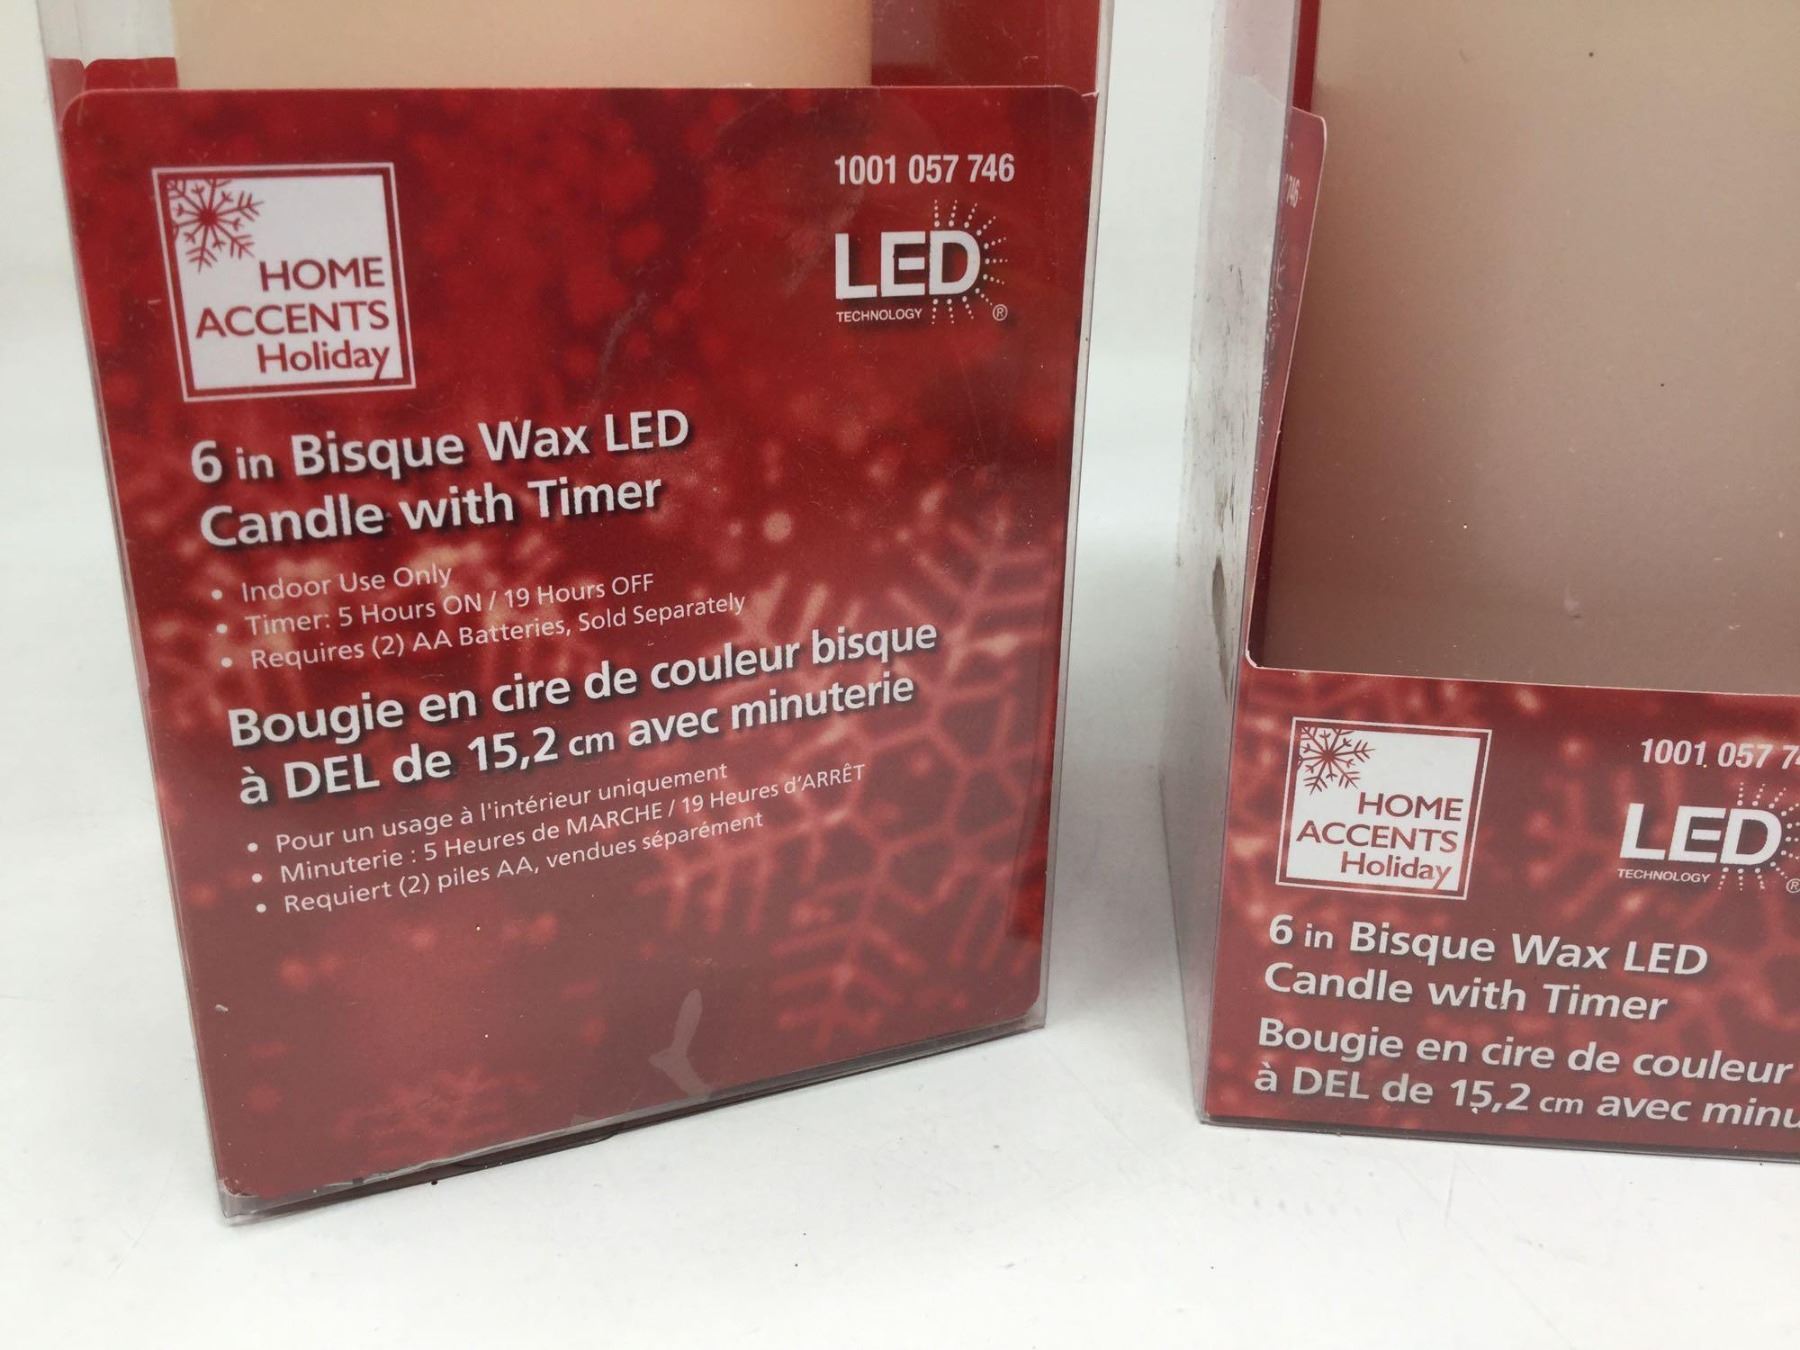 HOME
ACCENTS
Holiday
1001 057 746
LED
TECHNOLOGY ®
6 in Bisque Wax LED
Candle with Timer
• Indoor Use Only
• Timer: 5 Hours ON / 19 Hours OFF
• Requires (2) AA Batteries, Sold Separately
Bougie en cire de couleur bisque
à DEL de 15,2 cm avec minuterie
• Pour un usage à l'intérieur uniquement
• Minuterie : 5 Heures de MARCHE / 19 Heures d'ARRÊT
• Requiert (2) piles AA, vendues séparément
HOME
ACCENTS
Holiday
1001 057 74
LED
TECHNOLOGY ®
6 in Bisque Wax LED
Candle with Timer
Bougie en cire de couleur
à DEL de 15,2 cm avec minu